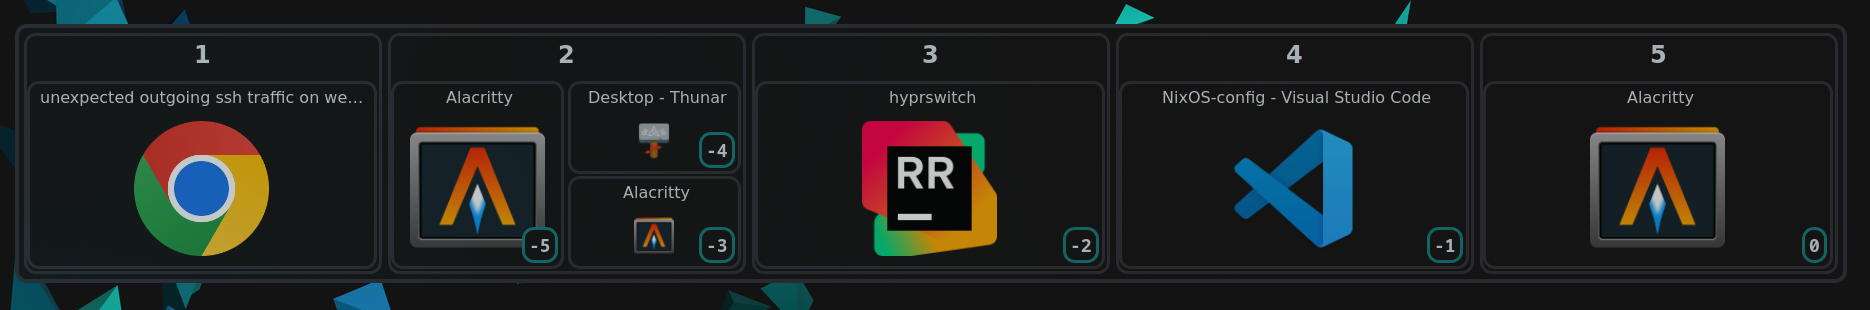 1
unexpected outgoing ssh traffic on we...
2
Alacritty
-5
Desktop - Thunar
-4
Alacritty
-3
3
hyprswitch
RR
-2
4
NixOS-config - Visual Studio Code
-1
5
Alacritty
0